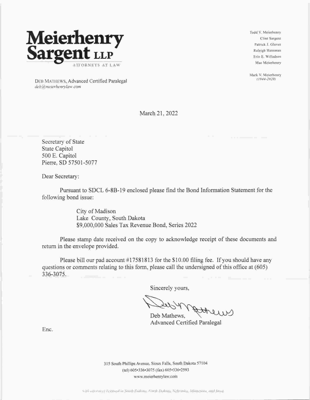 Meierhenry
Sargent LLP
ATTORNEYS AT LAW
Todd V. Meierhenry
Clint Sargent
Patrick J. Glover
Raleigh Hansman
Erin E. Willadsen
Max Meierhenry
Mark V. Meierhenry
(1944-2020)
Deb Mathews, Advanced Certified Paralegal
deb@meierhenrylaw.com
March 21, 2022
Secretary of State
State Capitol
500 E. Capitol
Pierre, SD 57501-5077
Dear Secretary:
Pursuant to SDCL 6-8B-19 enclosed please find the Bond Information Statement for the
following bond issue:
City of Madison
Lake County, South Dakota
$9,000,000 Sales Tax Revenue Bond, Series 2022
Please stamp date received on the copy to acknowledge receipt of these documents and
return in the envelope provided.
Please bill our pad account #17581813 for the $10.00 filing fee. If you should have any
questions or comments relating to this form, please call the undersigned of this office at (605)
336-3075.
Sincerely yours,
Deb Mathews
Deb Mathews,
Advanced Certified Paralegal
Enc.
315 South Phillips Avenue, Sioux Falls, South Dakota 57104
(tel) 605•336•3075 (fax) 605•336•2593
www.meierhenrylaw.com